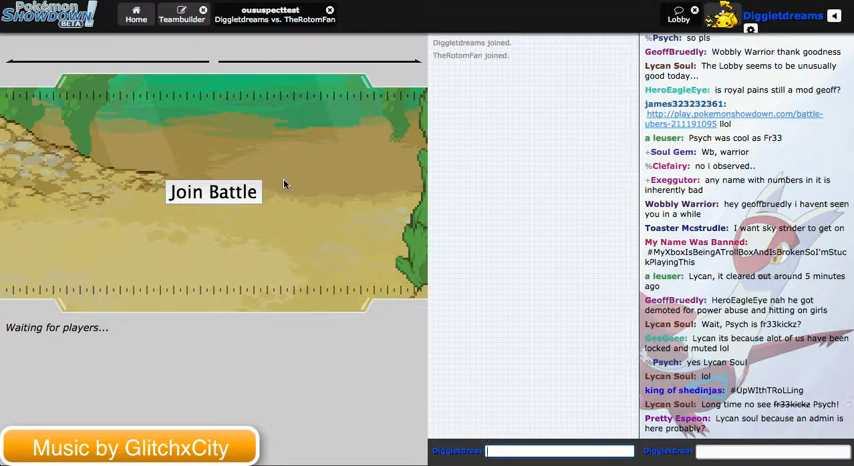 Pokémon
SHOWDOWN!
BETA
Home
Teambuilder
oususpecttest
Diggletdreams vs. TheRotomFan
Lobby
Diggletdreams
Join Battle
Waiting for players...
Music by GlitchxCity
Diggletdreams joined.
TheRotomFan joined.
Diggletdream
%Psych: so pls
GeoffBruedly: Wobbly Warrior thank goodness
Lycan Soul: The Lobby seems to be unusually
good today...
HeroEagleEye: is royal pains still a mod geoff?
james323232361:
http://play.pokemonshowdown.com/battle-
ubers-211191095 llol
a leuser: Psych was cool as Fr33
+Soul Gem: Wb, warrior
%Clefairy: no i observed..
+Exeggutor: any name with numbers in it is
inherently bad
Wobbly Warrior: hey geoffbruedly i havent seen
you in a while
Toaster Mcstrudle: I want sky strider to get on
My Name Was Banned:
#MyXboxIsBeingATrollBoxAndIsBrokenSoI'mStuc
kPlayingThis
a leuser: Lycan, it cleared out around 5 minutes
ago
GeoffBruedly: HeroEagleEye nah he got
demoted for power abuse and hitting on girls
Lycan Soul: Wait, Psych is fr33kickz?
GeeGeee: Lycan its because alot of us have been
locked and muted lol
%Psych: yes Lycan Soul
Lycan Soul: lol
king of shedinjas: #UpWIthTRoLLing
Lycan Soul: Long time no see fr33kickz Psych!
Pretty Espeon: Lycan soul because an admin is
here probably?
Diggletdream